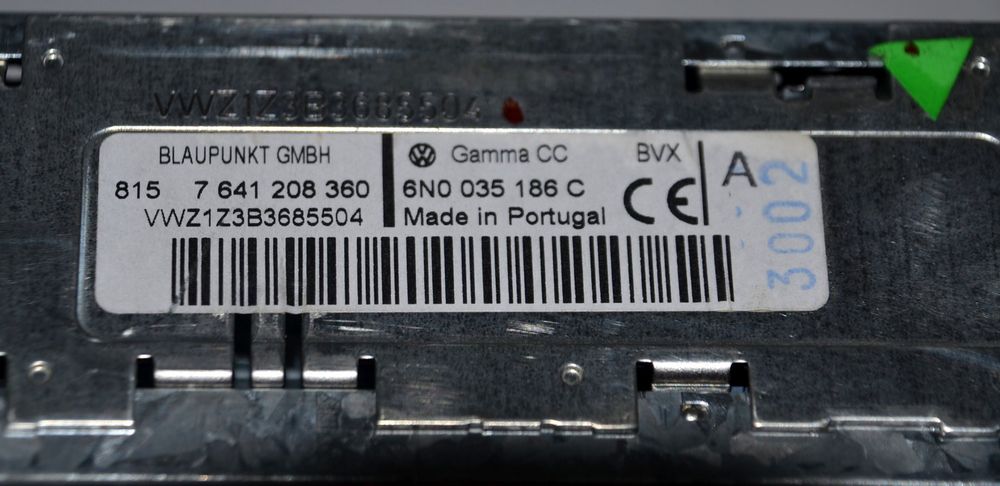 VWZ1Z3B3685504
BLAUPUNKT GMBH
815 7 641 208 360
VWZ1Z3B3685504
VW Gamma CC BVX
6N0 035 186 C
Made in Portugal CE
A
3002